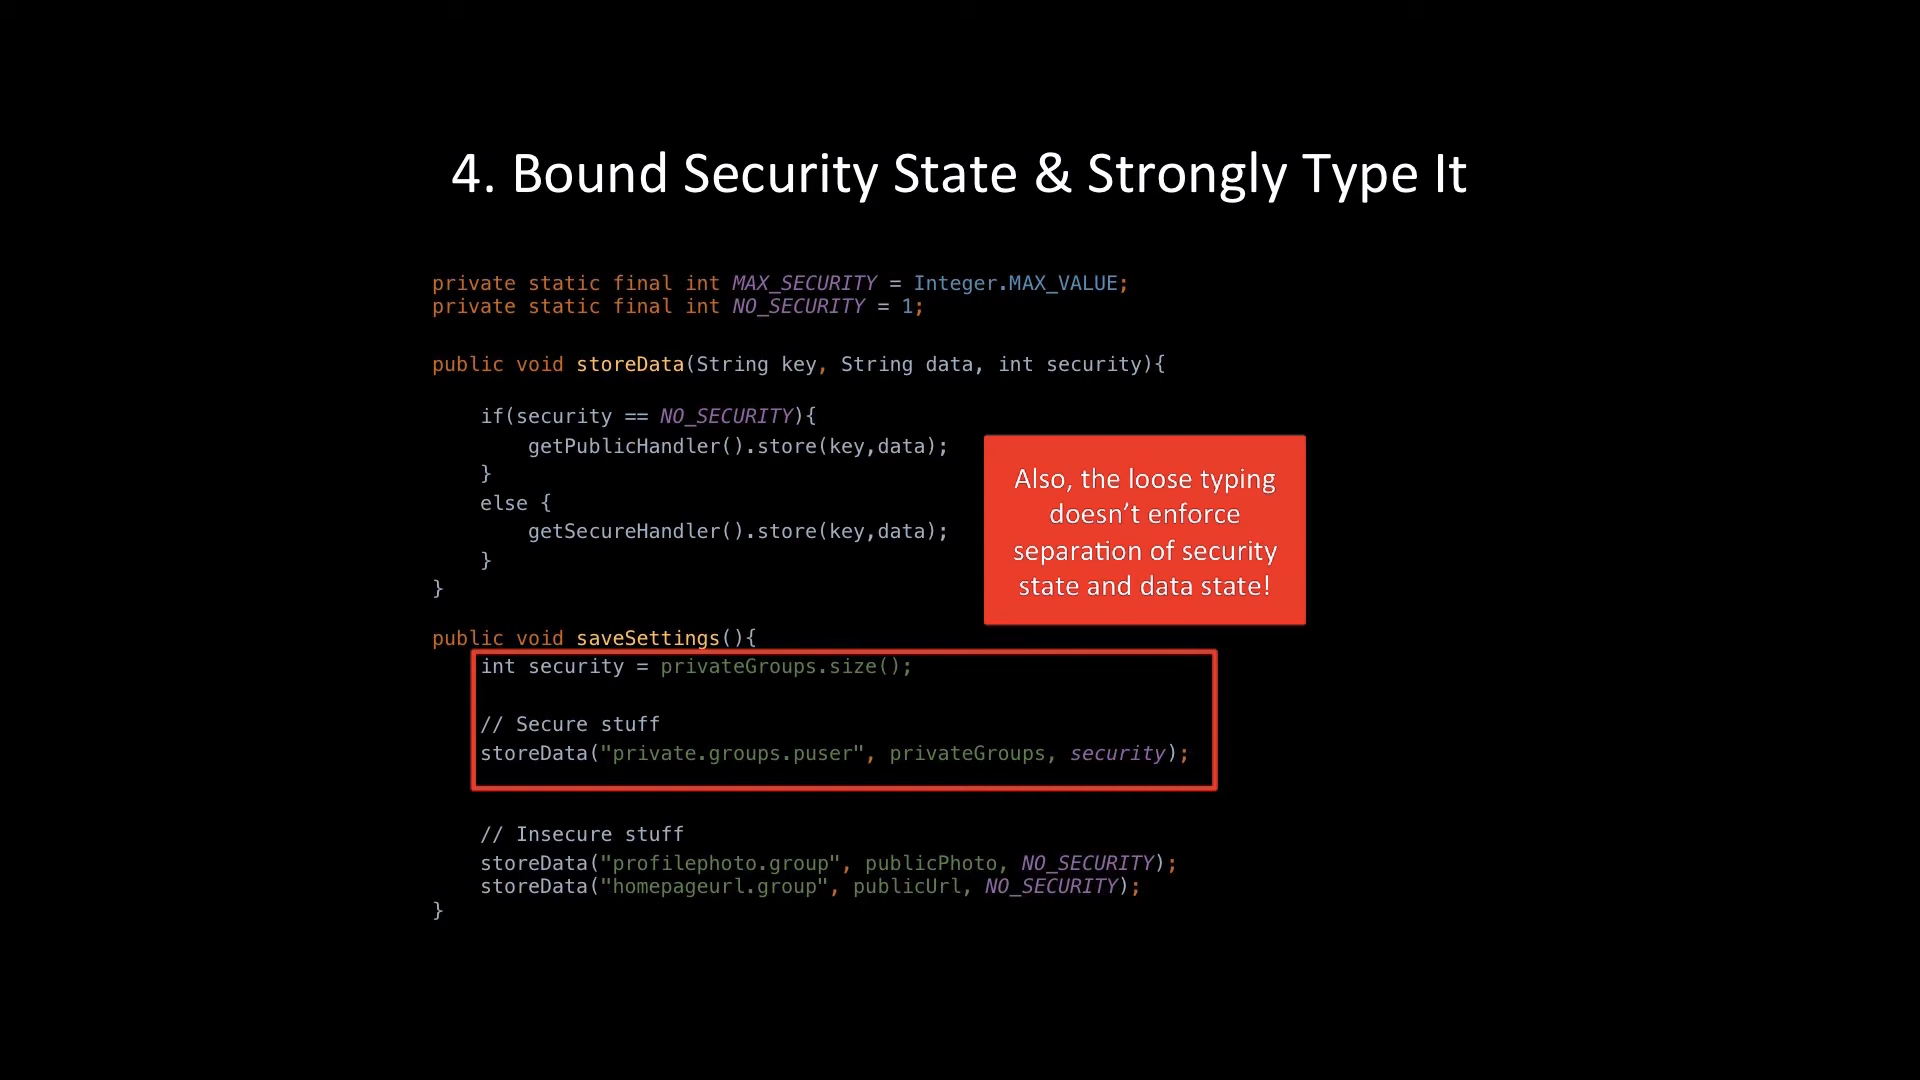 4. Bound Security State & Strongly Type It
private static final int MAX_SECURITY = Integer.MAX_VALUE;
private static final int NO_SECURITY = 1;
public void storeData(String key, String data, int security){
if(security == NO_SECURITY){
getPublicHandler().store(key,data);
}
else {
getSecureHandler().store(key,data);
}
}
Also, the loose typing
doesn’t enforce
separation of security
state and data state!
public void saveSettings(){
int security = privateGroups.size();
// Secure stuff
storeData("private.groups.puser", privateGroups, security);
// Insecure stuff
storeData("profilephoto.group", publicPhoto, NO_SECURITY);
storeData("homepageurl.group", publicUrl, NO_SECURITY);
}